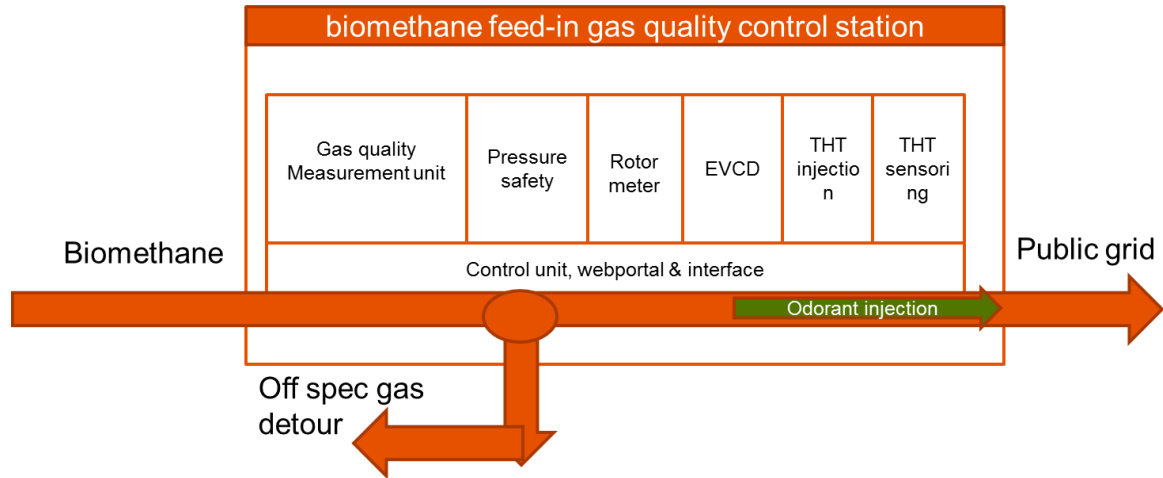 biomethane feed-in gas quality control station
Gas quality
Measurement unit
Pressure
safety
Rotor
meter
EVCD
THT
injectio
n
THT
sensori
ng
Control unit, webportal & interface
Biomethane
Public grid
Odorant injection
Off spec gas
detour